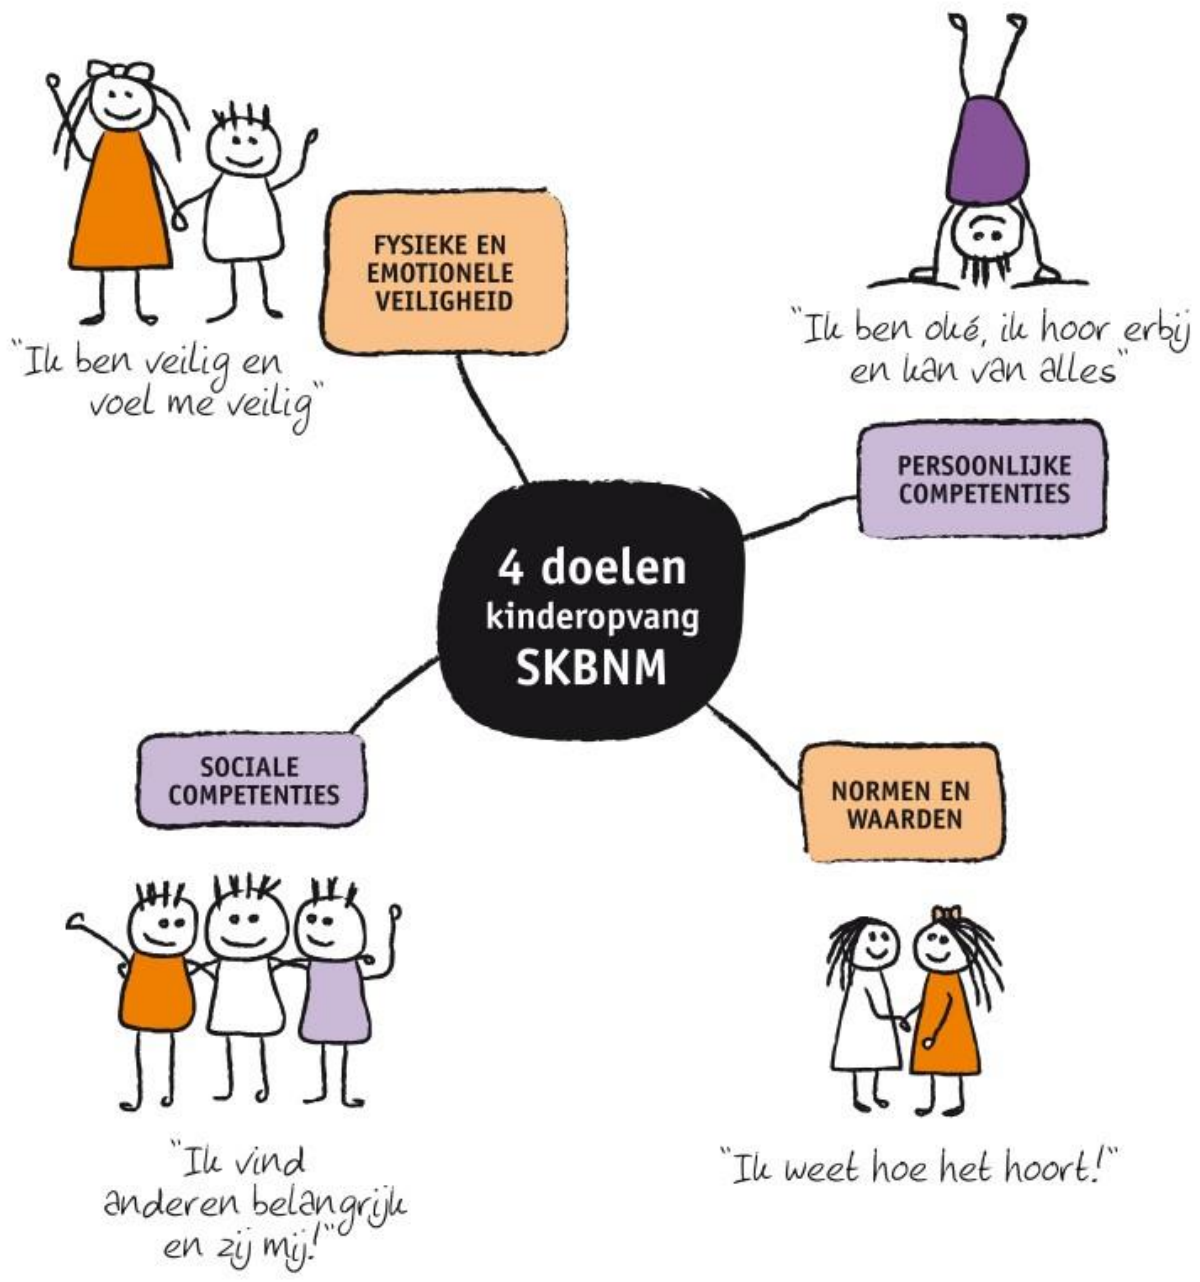 FYSIEKE EN
EMOTIONELE
VEILIGHEID
"Ik ben veilig en
voel me veilig"
"Ik ben oké, ik hoor erbij
en kan van alles"
PERSOONLIJKE
COMPETENTIES
4 doelen
kinderopvang
SKBNM
SOCIALE
COMPETENTIES
NORMEN EN
WAARDEN
"Ik vind
anderen belangrijk
en zij mij!"
"Ik weet hoe het hoort!"